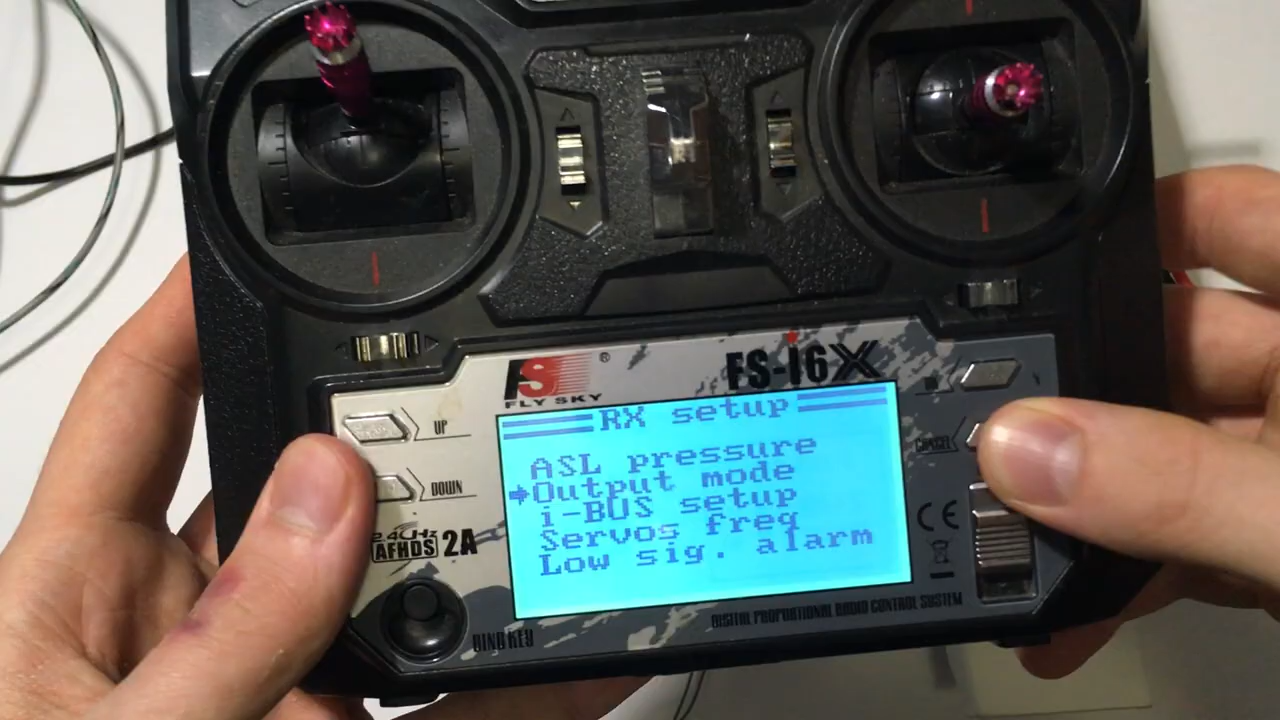 FS®
FLY SKY
FS-i6X
UP
DOWN
2.4GHz
AFHDS 2A
BIND KEY
RX setup
ASL pressure
Output mode
i-BUS setup
Servos freq
Low sig. alarm
CANCEL
CE
DIGITAL PROPORTIONAL RADIO CONTROL SYSTEM